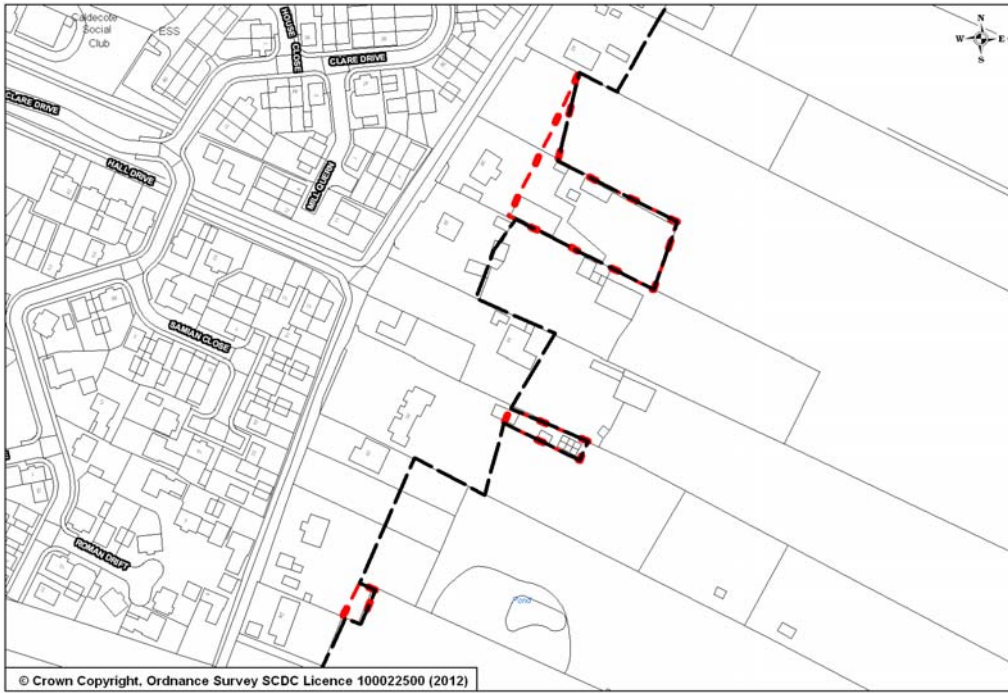 Caldecote
Social
Club
ESS
HOUSE CLOSE
CLARE DRIVE
N
W E
S
CLARE DRIVE
HALL DRIVE
MILL QUERN
SAMIAN CLOSE
ROMAN DRIFT
Pond
© Crown Copyright. Ordnance Survey SCDC Licence 100022500 (2012)